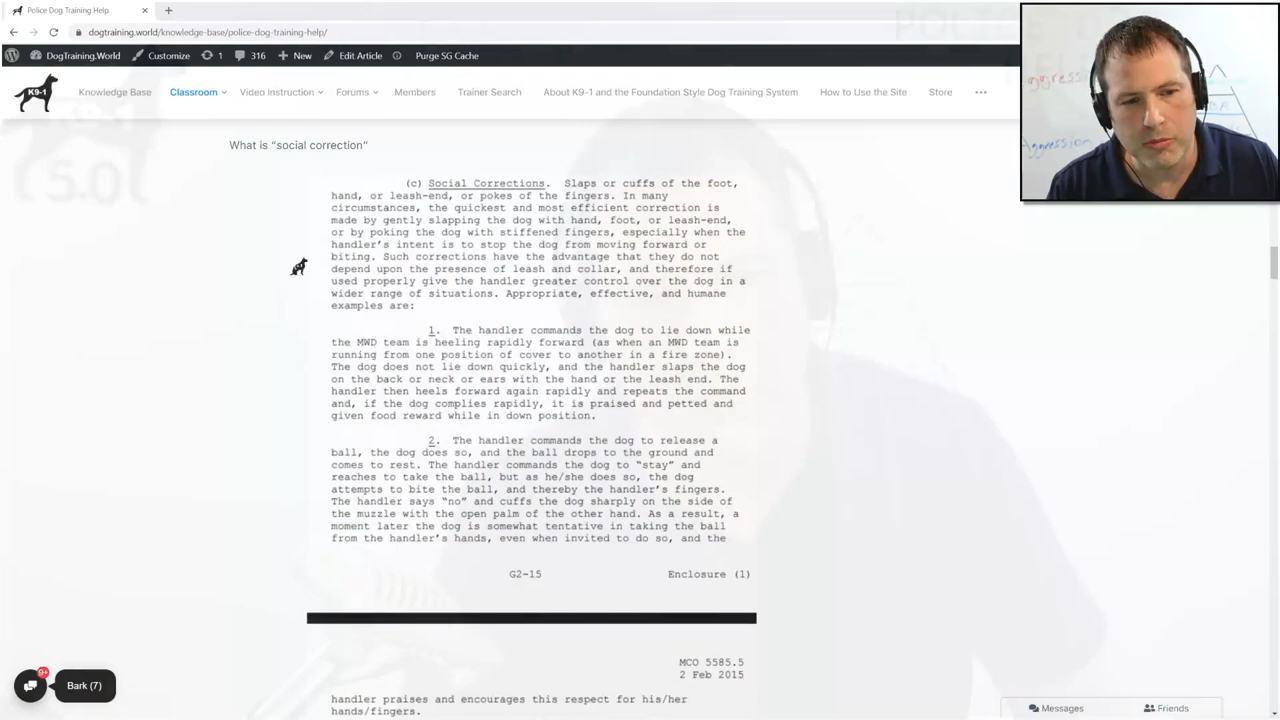 Police Dog Training Help
dogtraining.world/knowledge-base/police-dog-training-help/
DogTraining.World Customize 1 316 New Edit Article Purge SG Cache
K9-1
Knowledge Base Classroom Video Instruction Forums Members Trainer Search About K9-1 and the Foundation Style Dog Training System How to Use the Site Store
What is “social correction”
5.0
Aggression
(c) Social Corrections. Slaps or cuffs of the foot,
hand, or leash-end, or pokes of the fingers. In many
circumstances, the quickest and most efficient correction is
made by gently slapping the dog with hand, foot, or leash-end,
or by poking the dog with stiffened fingers, especially when the
handler's intent is to stop the dog from moving forward or
biting. Such corrections have the advantage that they do not
depend upon the presence of leash and collar, and therefore if
used properly give the handler greater control over the dog in a
wider range of situations. Appropriate, effective, and humane
examples are:
1. The handler commands the dog to lie down while
the MWD team is heeling rapidly forward (as when an MWD team is
running from one position of cover to another in a fire zone).
The dog does not lie down quickly, and the handler slaps the dog
on the back or neck or ears with the hand or the leash end. The
handler then heels forward again rapidly and repeats the command
and, if the dog complies rapidly, it is praised and petted and
given food reward while in down position.
2. The handler commands the dog to release a
ball, the dog does so, and the ball drops to the ground and
comes to rest. The handler commands the dog to “stay” and
reaches to take the ball, but as he/she does so, the dog
attempts to bite the ball, and thereby the handler's fingers.
The handler says “no” and cuffs the dog sharply on the side of
the muzzle with the open palm of the other hand. As a result, a
moment later the dog is somewhat tentative in taking the ball
from the handler's hands, even when invited to do so, and the
G2-15 Enclosure (1)
MCO 5585.5
2 Feb 2015
handler praises and encourages this respect for his/her
hands/fingers.
9+
Bark (7)
Messages Friends